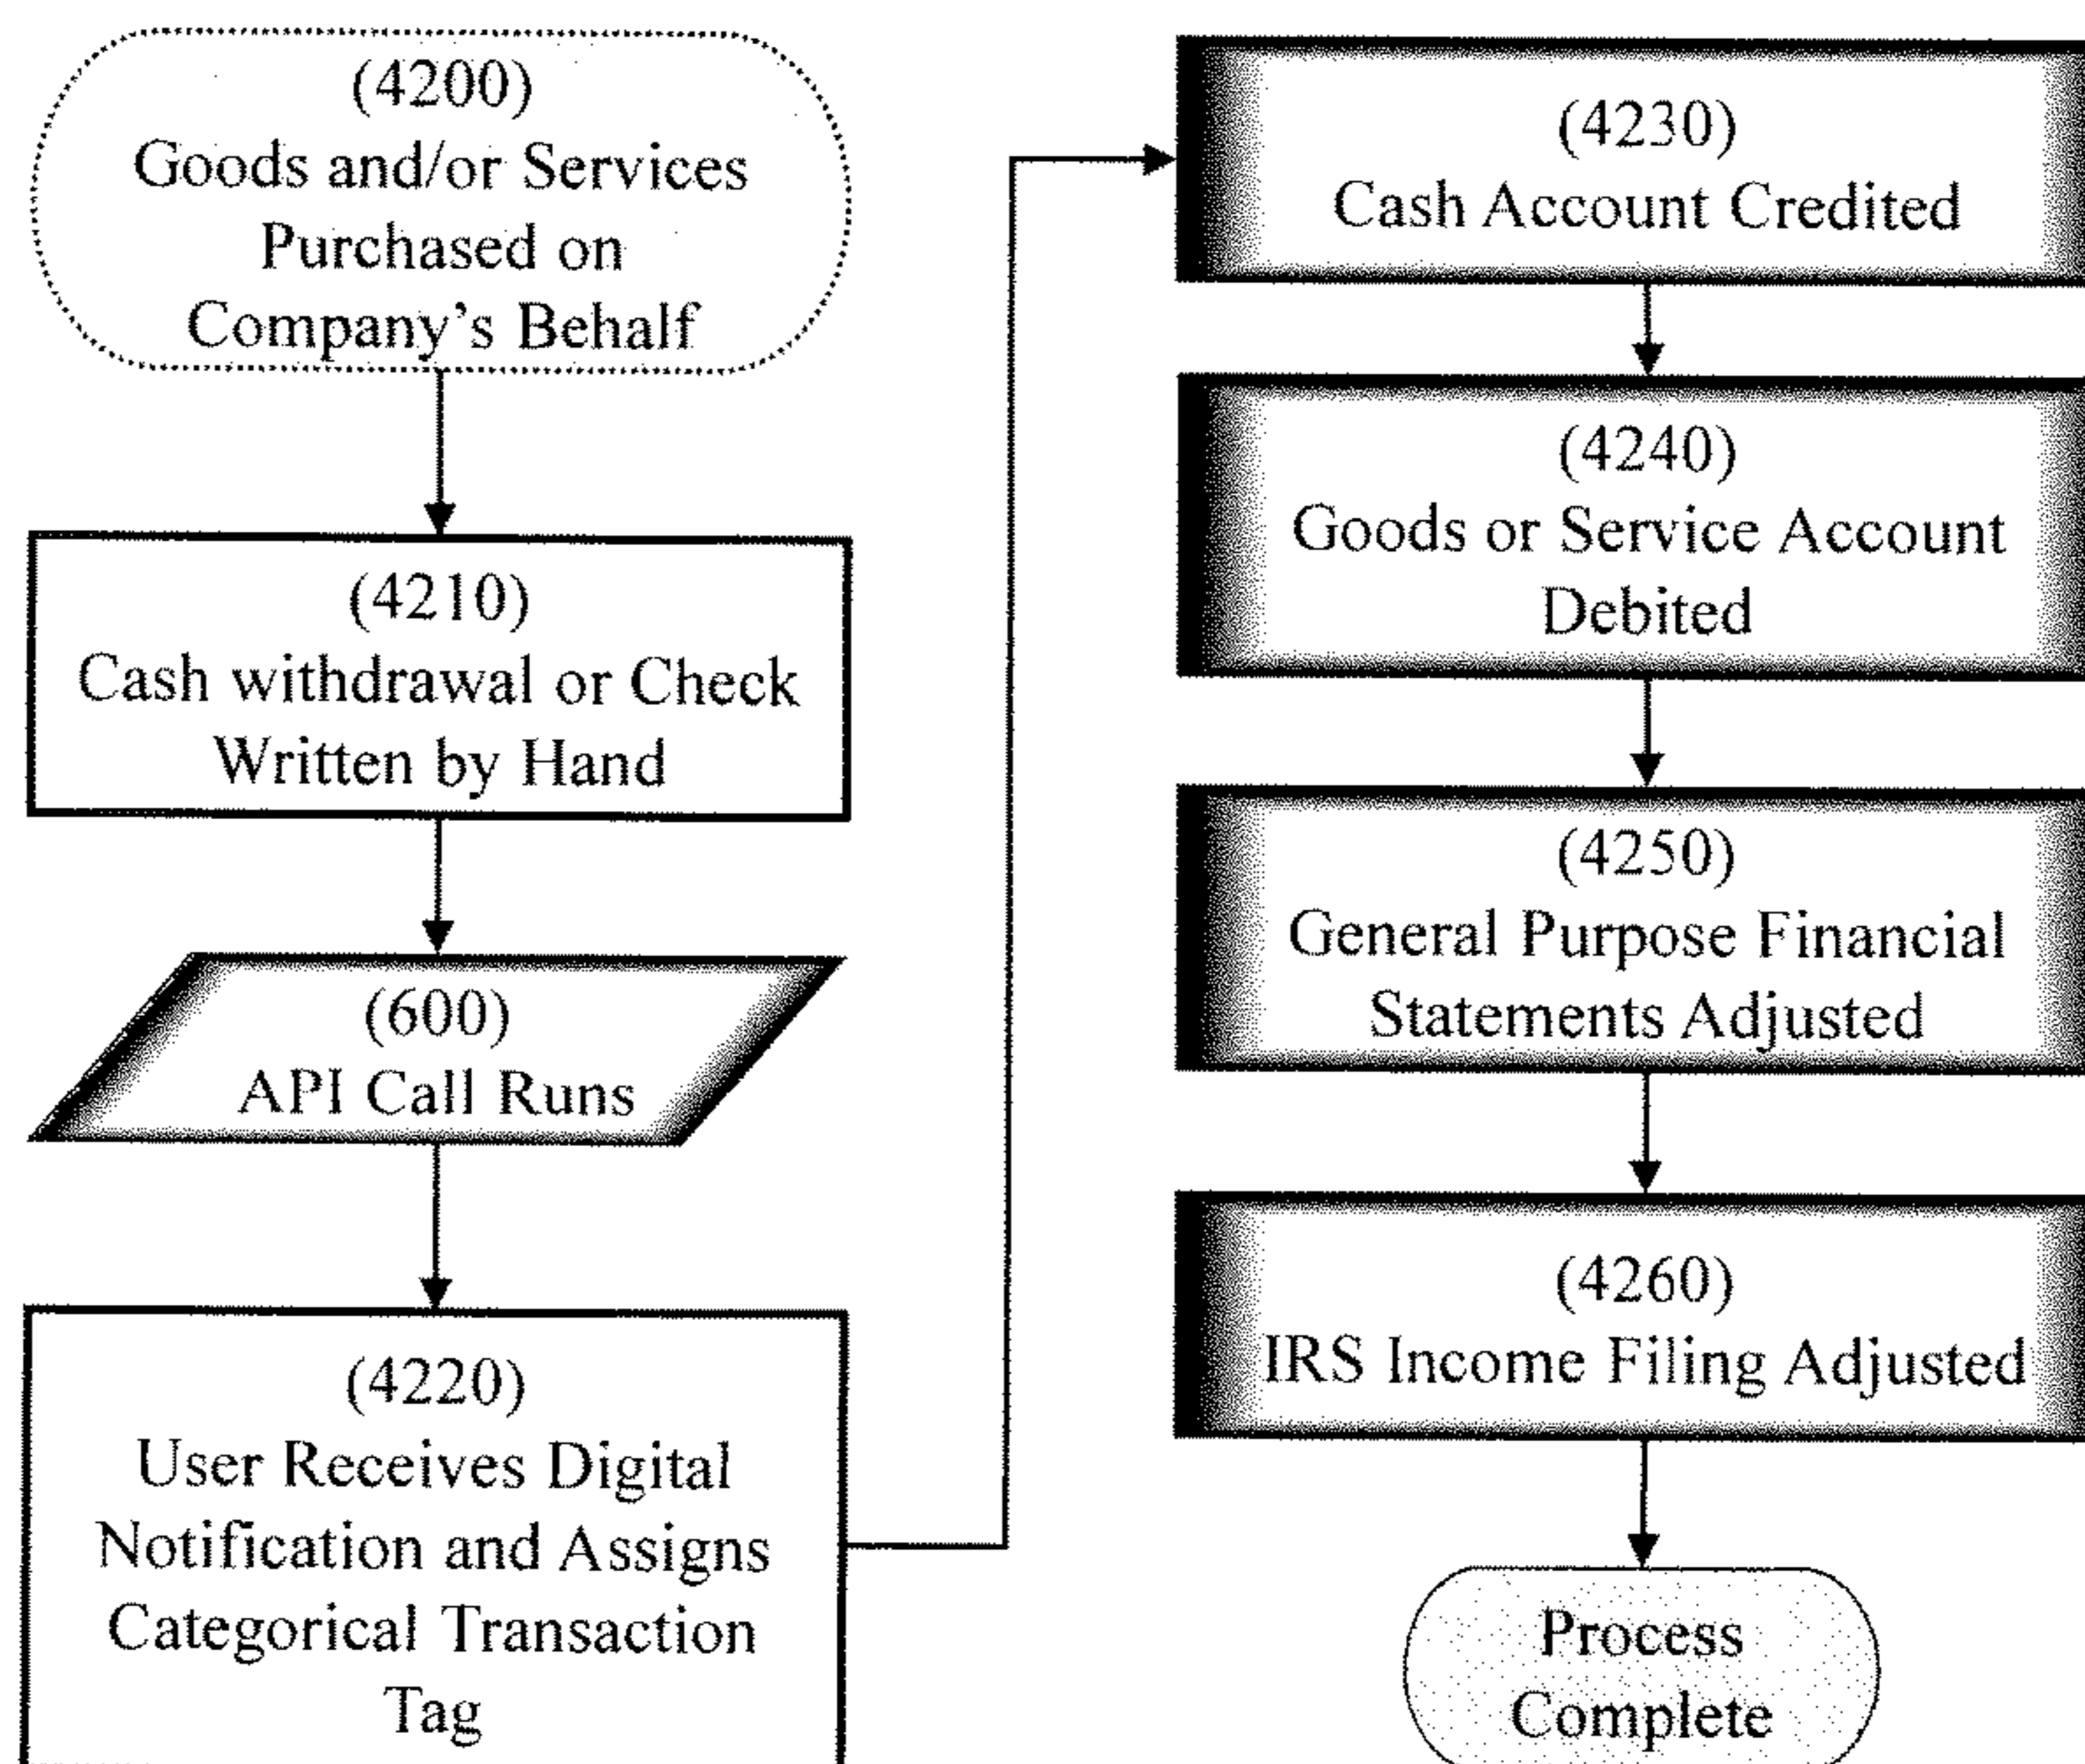 (4200)
Goods and/or Services
Purchased on
Company's Behalf
(4210)
Cash withdrawal or Check
Written by Hand
(600)
API Call Runs
(4220)
User Receives Digital
Notification and Assigns
Categorical Transaction
Tag
(4230)
Cash Account Credited
(4240)
Goods or Service Account
Debited
(4250)
General Purpose Financial
Statements Adjusted
(4260)
IRS Income Filing Adjusted
Process
Complete